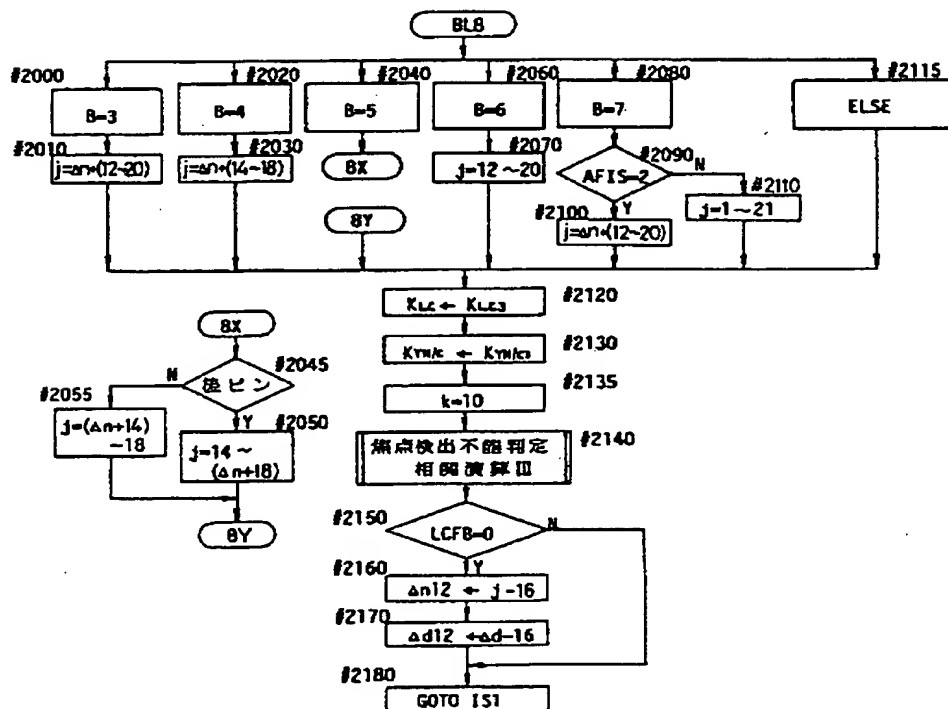 BLB
#2000
#2020
#2040
#2060
#2080
#2115
B=3
B=4
B=5
B=6
B=7
ELSE
#2010
j=Δn+(12~20)
#2030
j=Δn+(14~18)
8X
#2070
j=12~20
#2090
AFIS=2
N
Y
#2110
j=1~21
8Y
#2100
j=Δn+(12~20)
KLC ← KLC3
#2120
KYM/C ← KYM/C3
#2130
k=10
#2135
焦点検出不能判定
相関演算III
#2140
8X
後ピン
#2045
N
Y
#2055
j=(Δn+14)
~18
#2050
j=14~
(Δn+18)
8Y
#2150
LCFB=0
N
Y
#2160
Δn12 ← j-16
#2170
Δd12 ←Δd-16
#2180
GOTO IS1